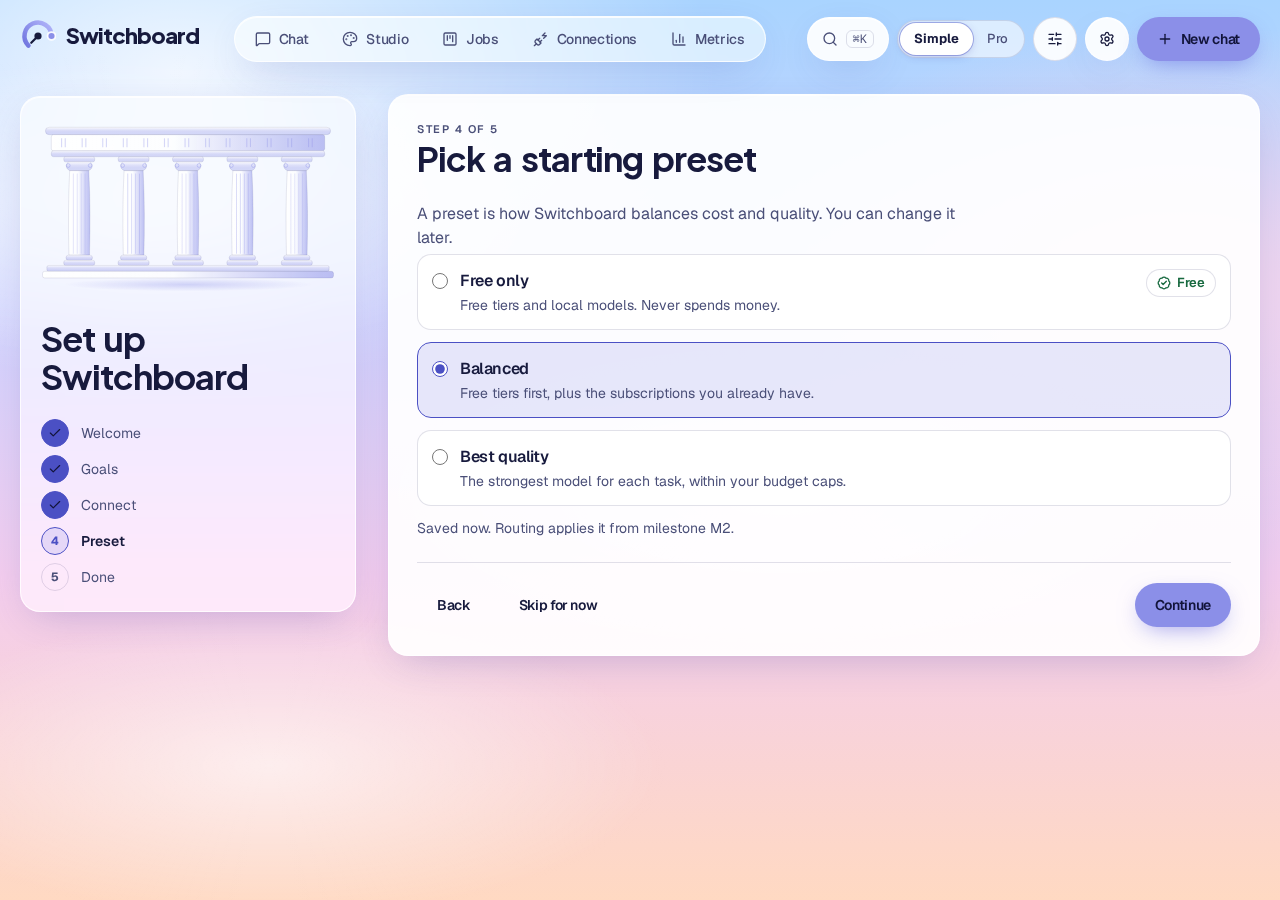 Switchboard
Chat
Studio
Jobs
Connections
Metrics
⌘K
Simple
Pro
New chat
Set up
Switchboard
Welcome
Goals
Connect
4
Preset
5
Done
STEP 4 OF 5
Pick a starting preset
A preset is how Switchboard balances cost and quality. You can change it
later.
Free only
Free tiers and local models. Never spends money.
Free
Balanced
Free tiers first, plus the subscriptions you already have.
Best quality
The strongest model for each task, within your budget caps.
Saved now. Routing applies it from milestone M2.
Back
Skip for now
Continue